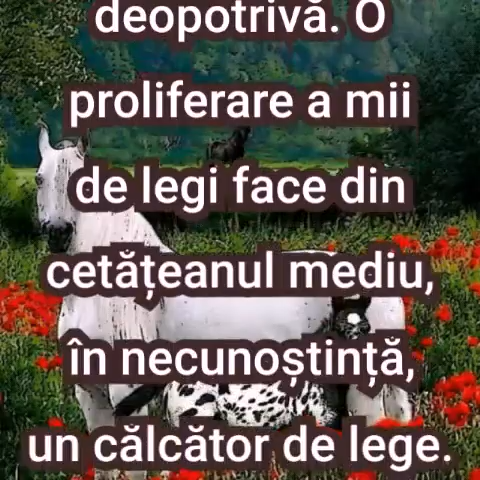 deopotrivă. O
proliferare a mii
de legi face din
cetățeanul mediu,
în necunoștință,
un călcător de lege.